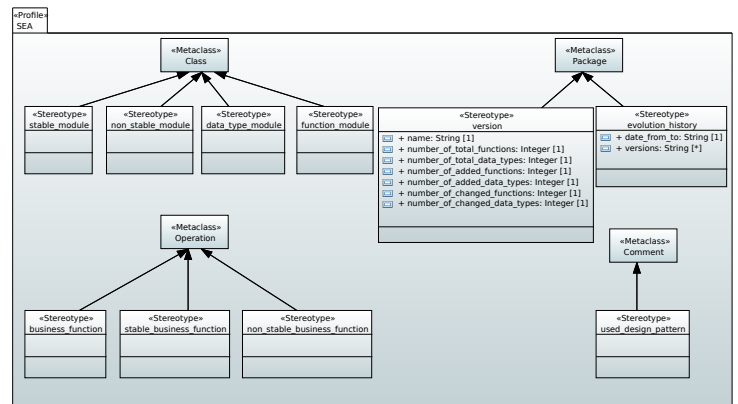 «Profile»
SEA
«Metaclass»
Class
«Metaclass»
Package
«Stereotype»
stable_module
«Stereotype»
non_stable_module
«Stereotype»
data_type_module
«Stereotype»
function_module
«Stereotype»
version
+ name: String [1]
+ number_of_total_functions: Integer [1]
+ number_of_total_data_types: Integer [1]
+ number_of_added_functions: Integer [1]
+ number_of_added_data_types: Integer [1]
+ number_of_changed_functions: Integer [1]
+ number_of_changed_data_types: Integer [1]
«Stereotype»
evolution_history
+ date_from_to: String [1]
+ versions: String [*]
«Metaclass»
Operation
«Metaclass»
Comment
«Stereotype»
business_function
«Stereotype»
stable_business_function
«Stereotype»
non_stable_business_function
«Stereotype»
used_design_pattern